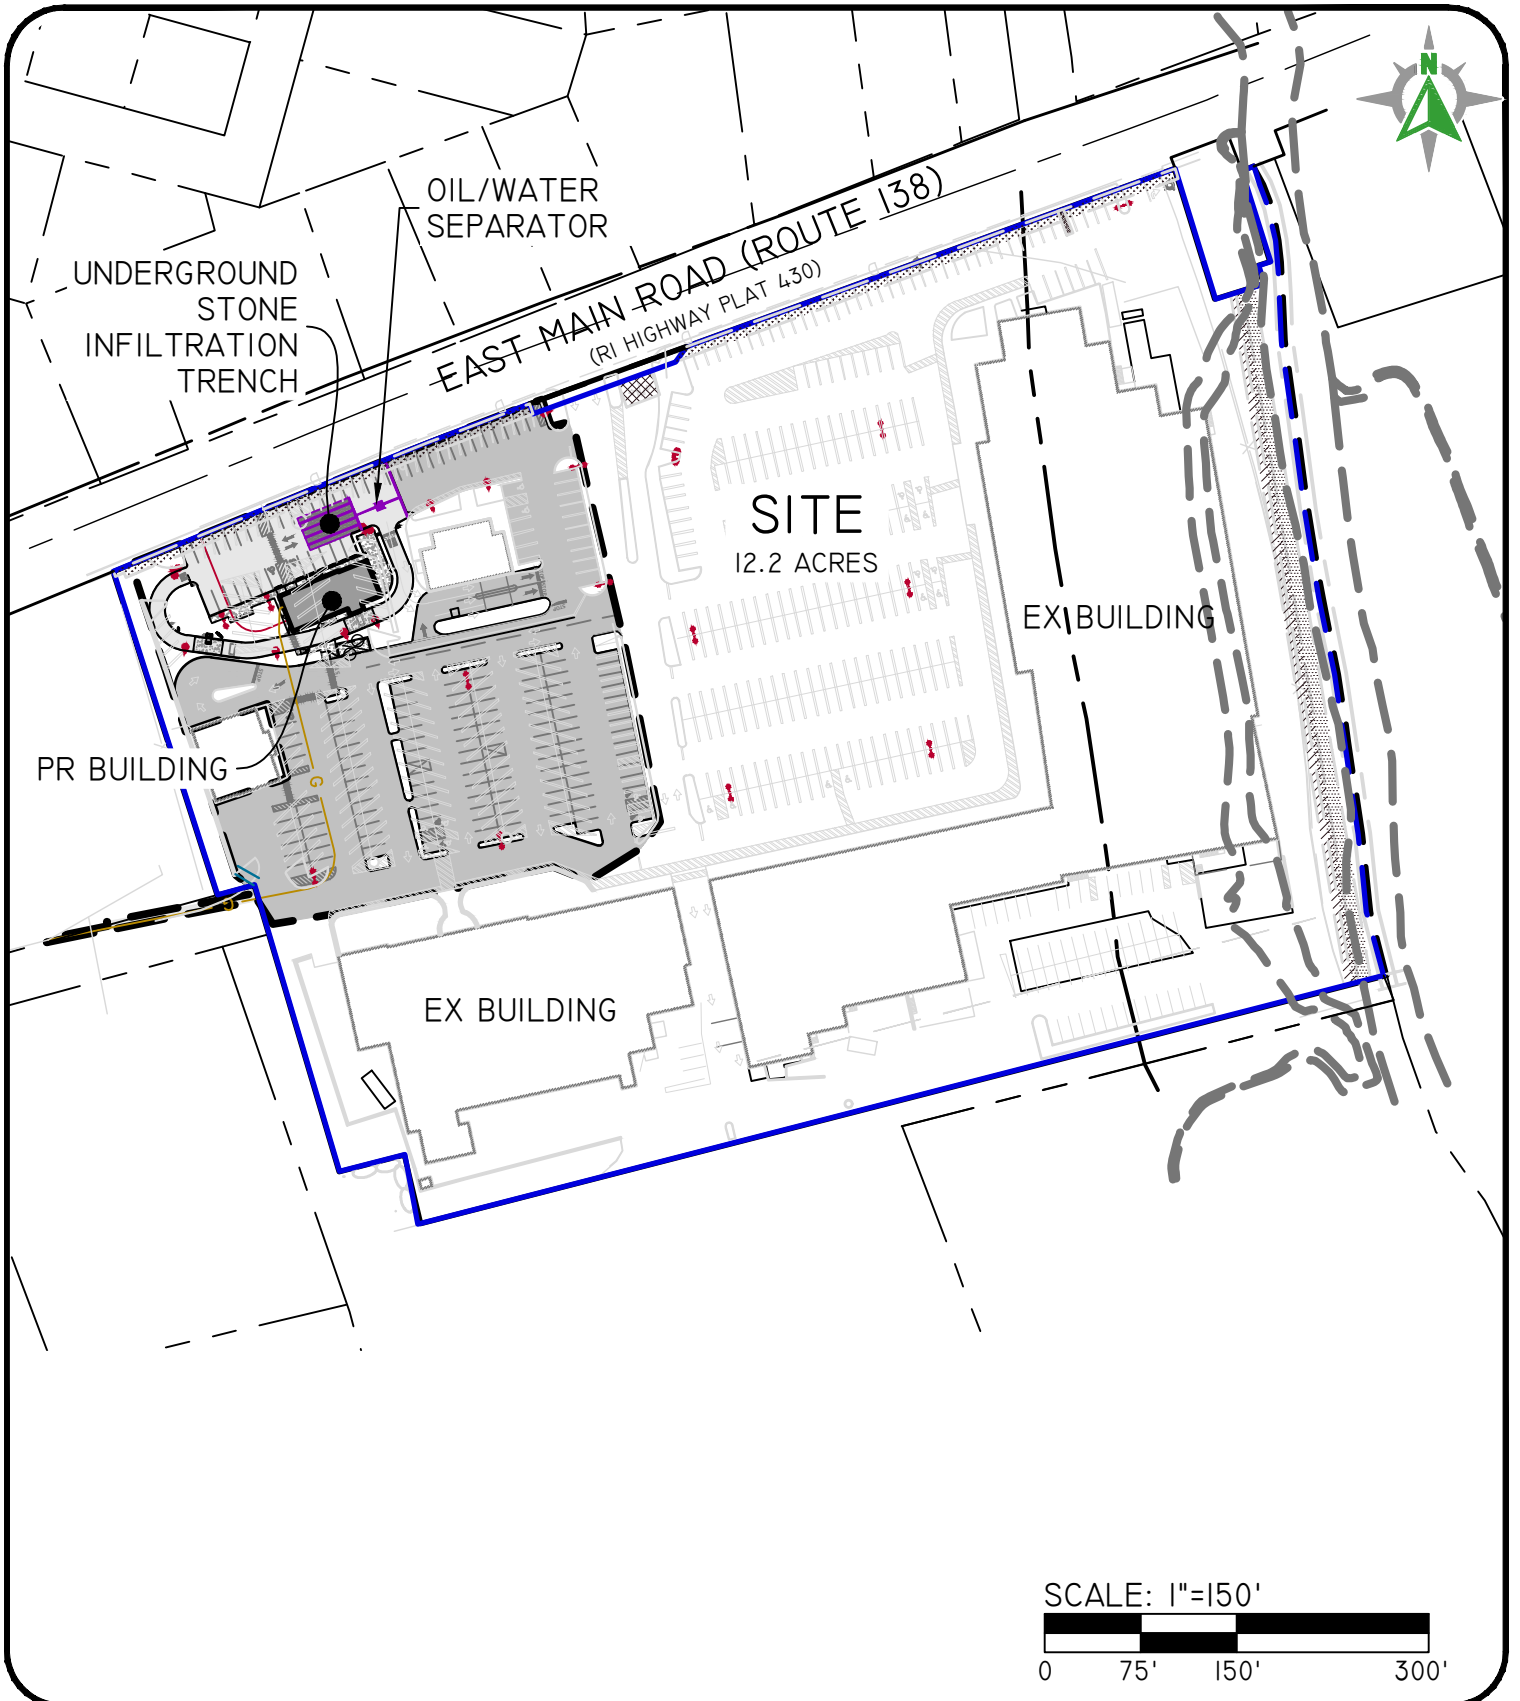 N
OIL/WATER
SEPARATOR
UNDERGROUND
STONE
INFILTRATION
TRENCH
EAST MAIN ROAD (ROUTE 138)
(RI HIGHWAY PLAT 430)
SITE
12.2 ACRES
EX BUILDING
PR BUILDING
G
G
EX BUILDING
SCALE: 1"=150'
0 75' 150' 300'